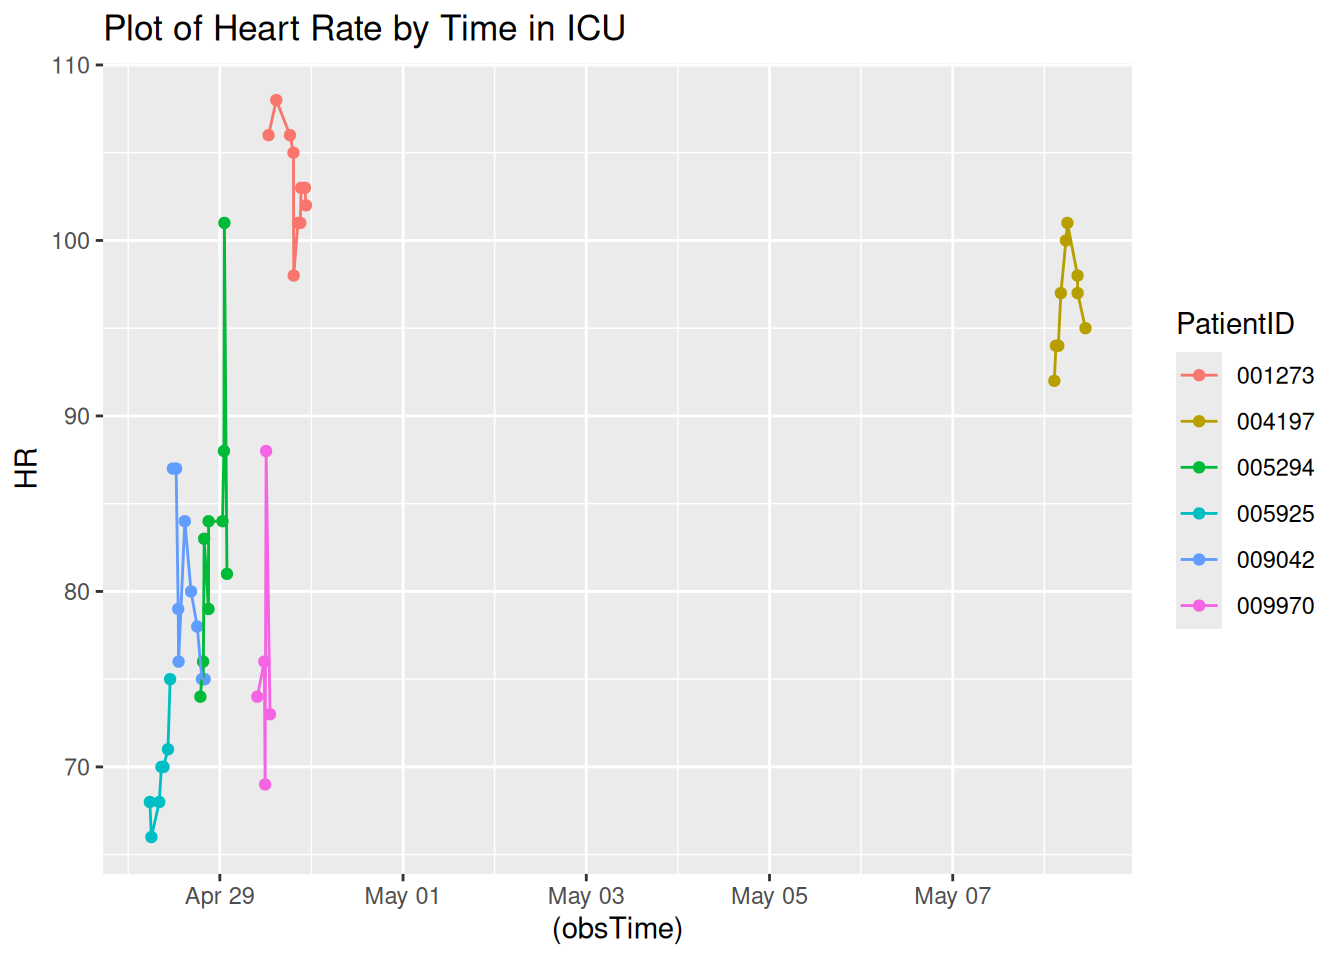 Plot of Heart Rate by Time in ICU
110
100
90
80
70
HR
Apr 29
May 01
May 03
May 05
May 07
(obsTime)
PatientID
001273
004197
005294
005925
009042
009970